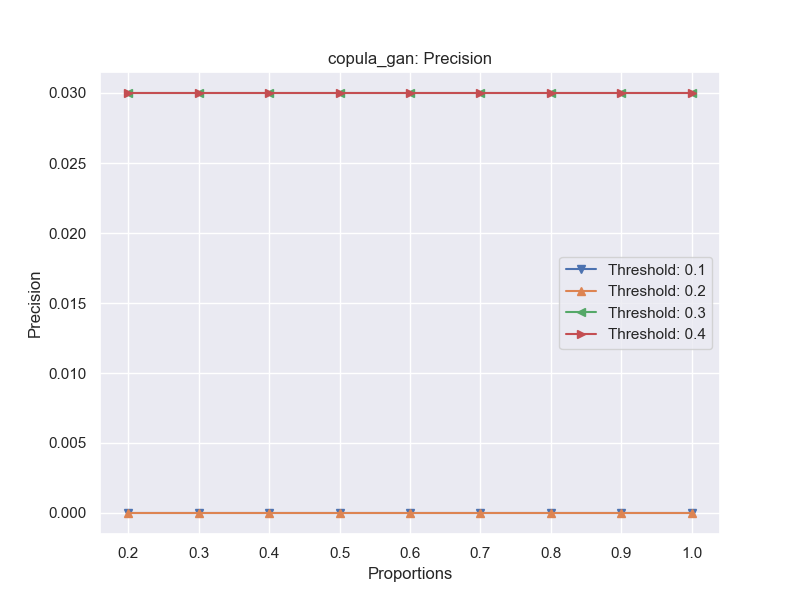 copula_gan: Precision
Precision
0.030
0.025
0.020
0.015
0.010
0.005
0.000
Threshold: 0.1
Threshold: 0.2
Threshold: 0.3
Threshold: 0.4
0.2 0.3 0.4 0.5 0.6 0.7 0.8 0.9 1.0
Proportions